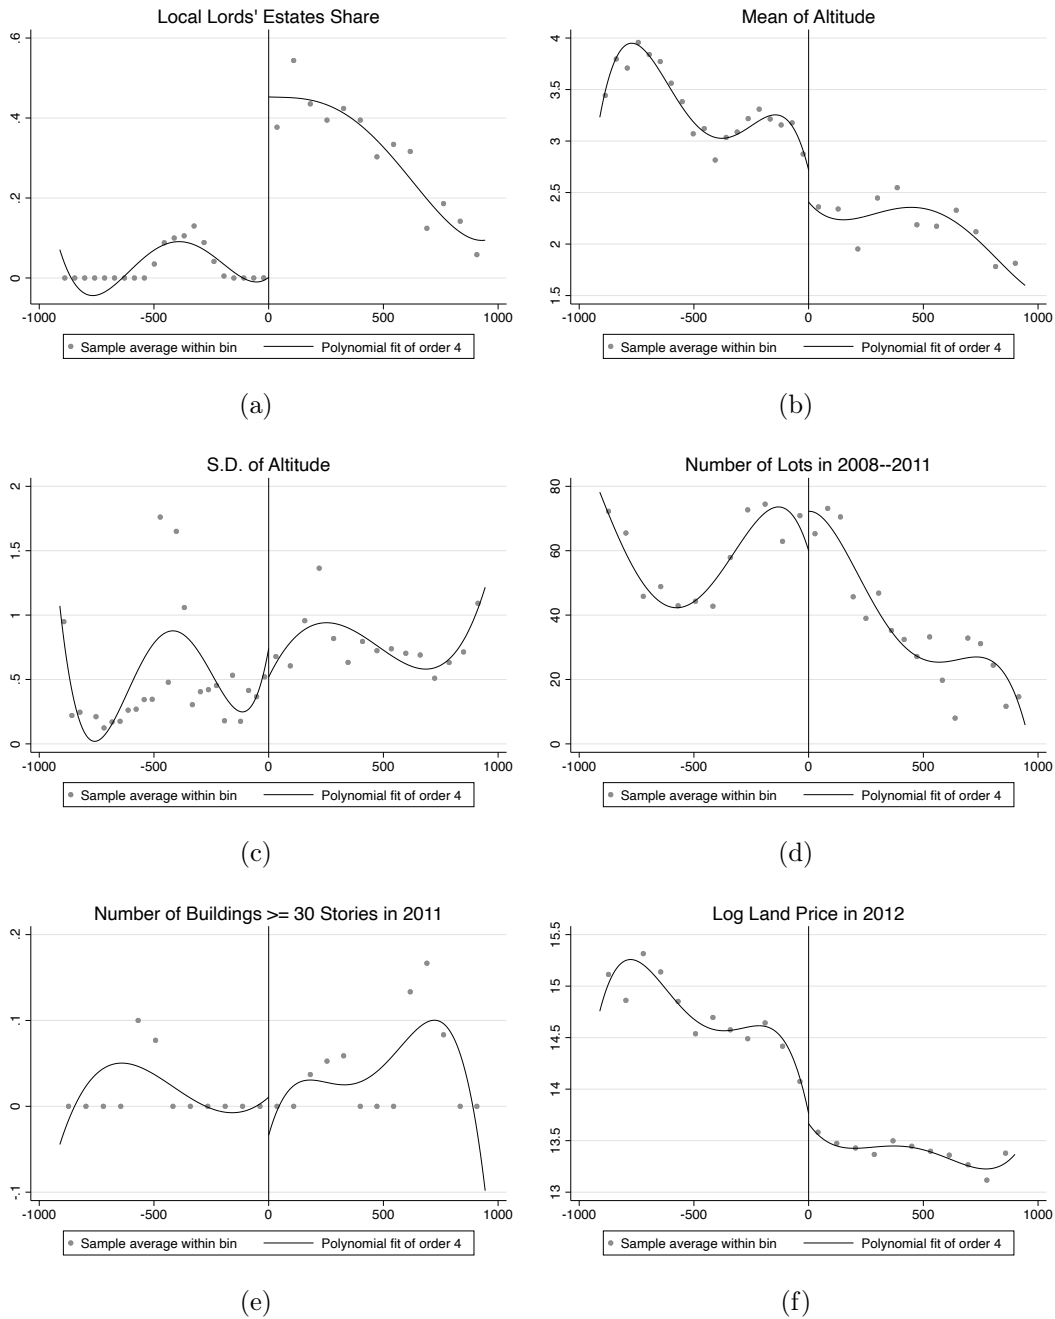 Local Lords' Estates Share
.6
.4
.2
0
-1000 -500 0 500 1000
Sample average within bin Polynomial fit of order 4
(a)
Mean of Altitude
4
3.5
3
2.5
2
1.5
-1000 -500 0 500 1000
Sample average within bin Polynomial fit of order 4
(b)
S.D. of Altitude
2
1.5
1
.5
0
-1000 -500 0 500 1000
Sample average within bin Polynomial fit of order 4
(c)
Number of Lots in 2008--2011
80
60
40
20
0
-1000 -500 0 500 1000
Sample average within bin Polynomial fit of order 4
(d)
Number of Buildings >= 30 Stories in 2011
.2
.1
0
-.1
-1000 -500 0 500 1000
Sample average within bin Polynomial fit of order 4
(e)
Log Land Price in 2012
15.5
15
14.5
14
13.5
13
-1000 -500 0 500 1000
Sample average within bin Polynomial fit of order 4
(f)